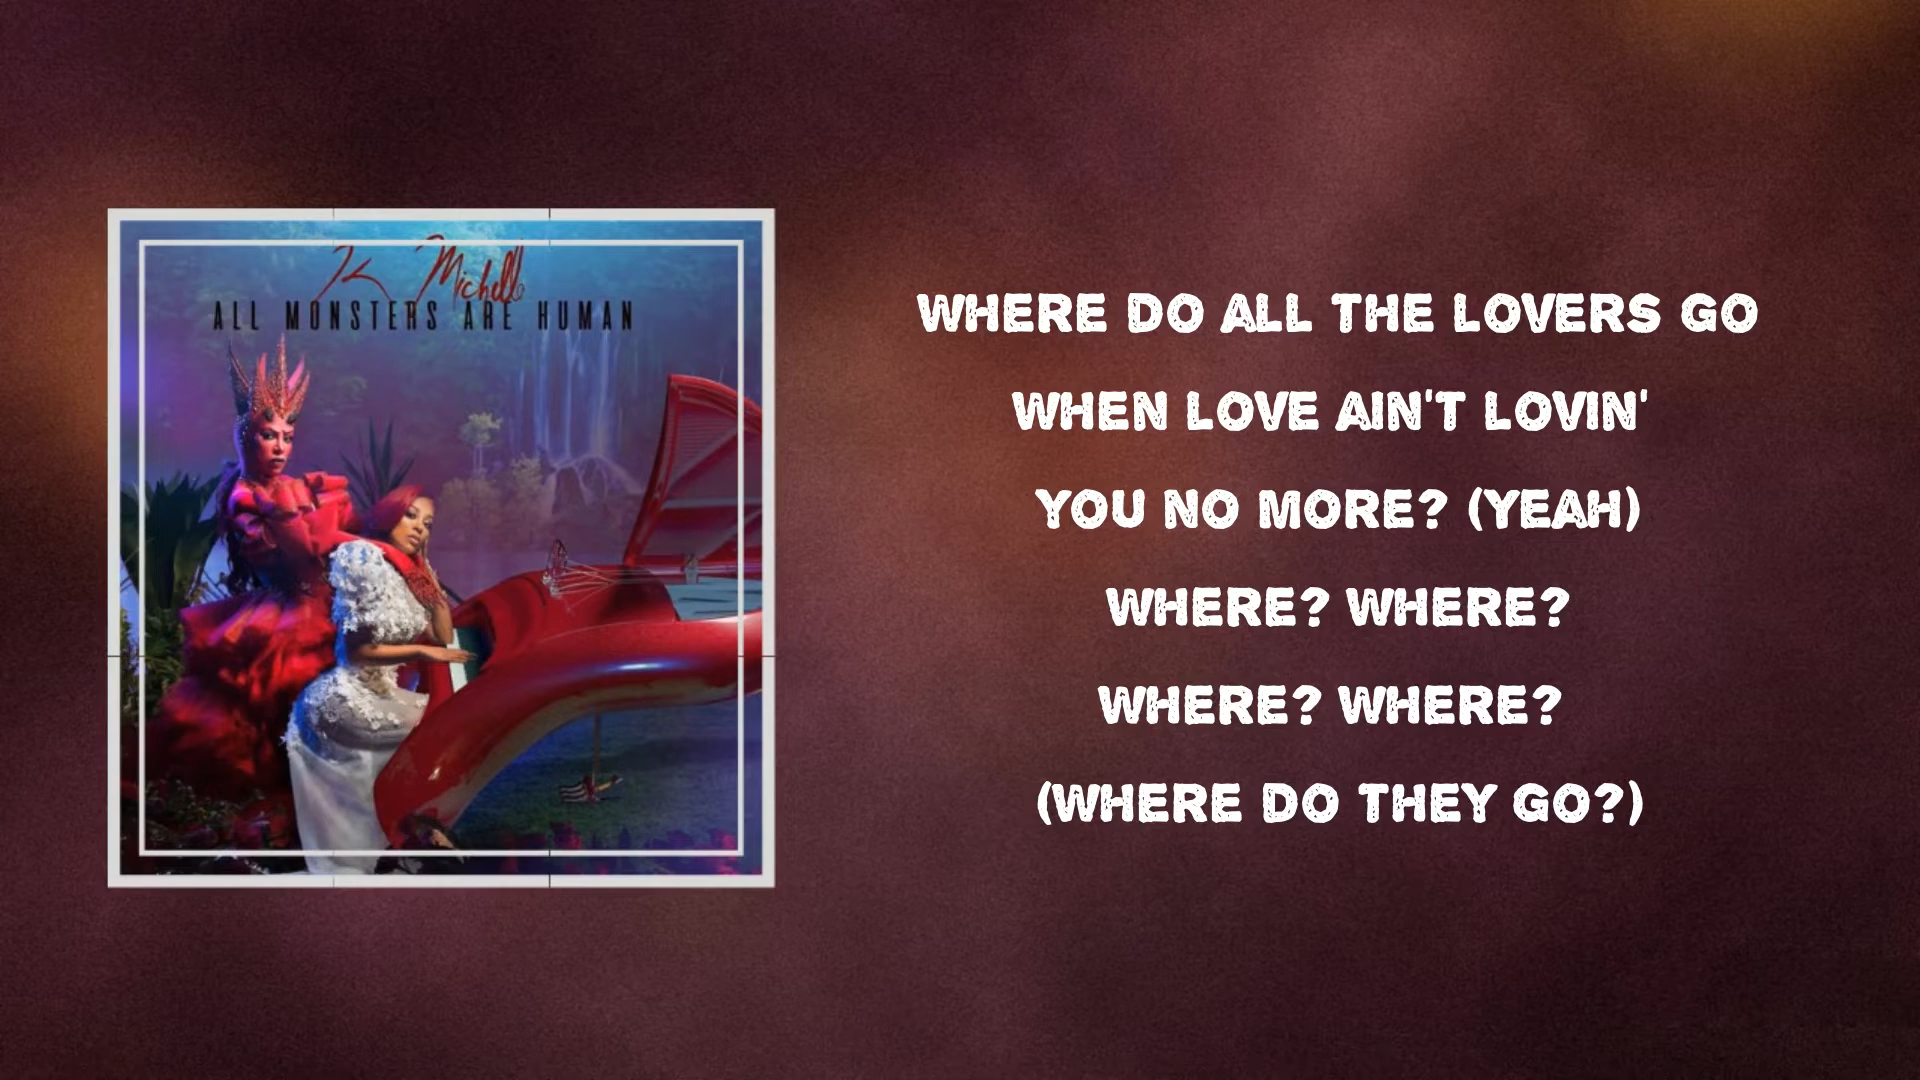 K Michelle
ALL MONSTERS ARE HUMAN
WHERE DO ALL THE LOVERS GO
WHEN LOVE AIN'T LOVIN'
YOU NO MORE? (YEAH)
WHERE? WHERE?
WHERE? WHERE?
(WHERE DO THEY GO?)